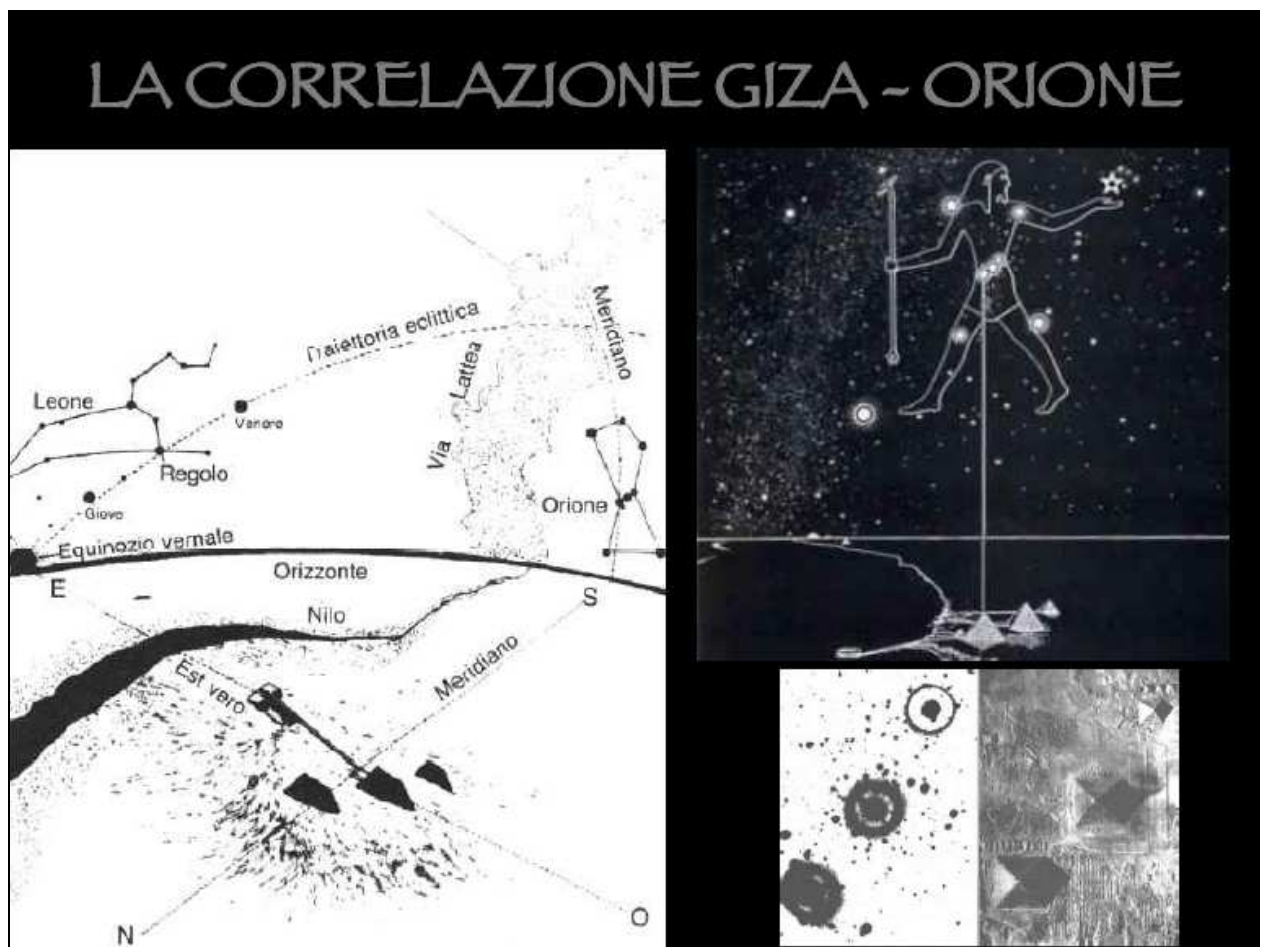 LA CORRELAZIONE GIZA ~ ORIONE
Meridiano
Traiettoria eclittica
Via Lattea
Leone
Venere
Regolo
Giove
Orione
Equinozio vernale
Orizzonte
E
S
Nilo
Est vero
Meridiano
N
O